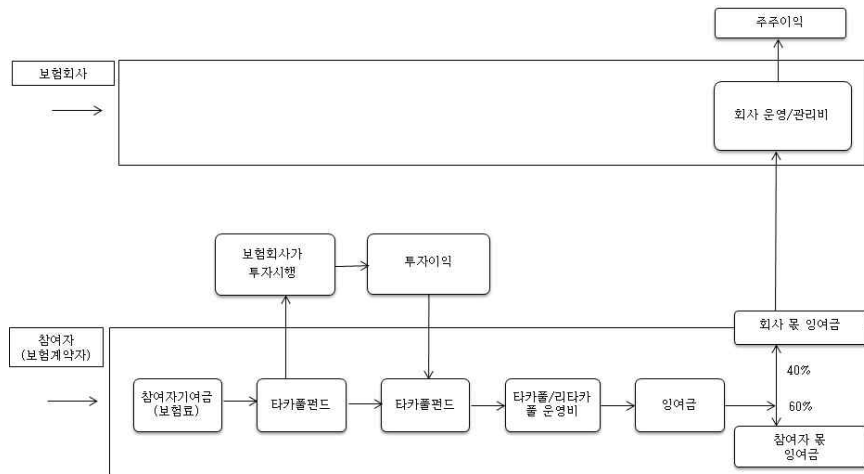 주주이익
보험회사
회사 운영/관리비
보험회사가
투자시행
투자이익
참여자
(보험계약자)
회사 몫 잉여금
40%
참여자기여금
(보험료)
타카풀펀드
타카풀펀드
타카풀/리타카
풀 운영비
잉여금
60%
참여자 몫
잉여금